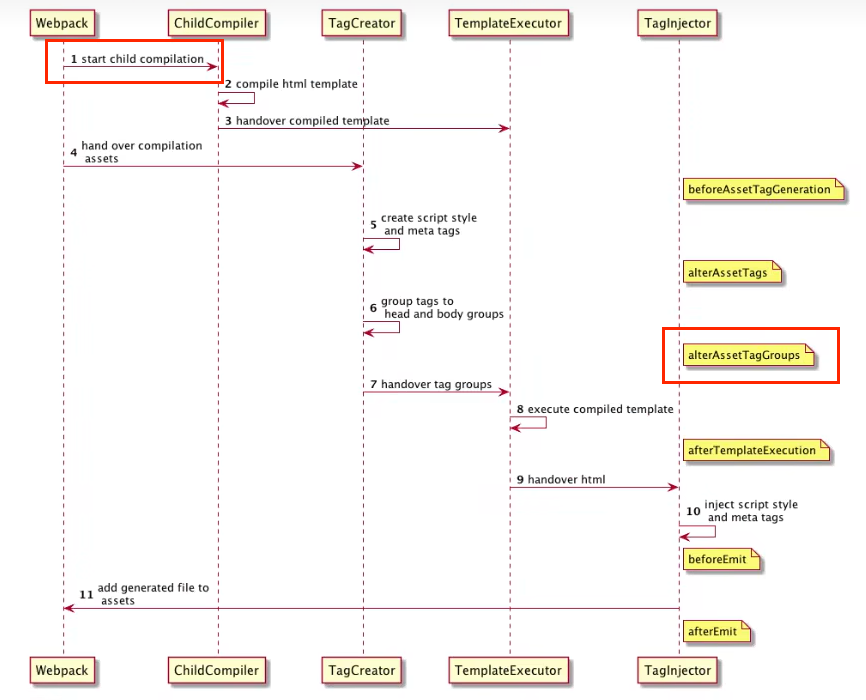 Webpack ChildCompiler TagCreator TemplateExecutor TagInjector
1 start child compilation
2 compile html template
3 handover compiled template
4 hand over compilation
assets
beforeAssetTagGeneration
5 create script style
and meta tags
alterAssetTags
6 group tags to
head and body groups
alterAssetTagGroups
7 handover tag groups
8 execute compiled template
afterTemplateExecution
9 handover html
10 inject script style
and meta tags
beforeEmit
11 add generated file to
assets
afterEmit
Webpack ChildCompiler TagCreator TemplateExecutor TagInjector